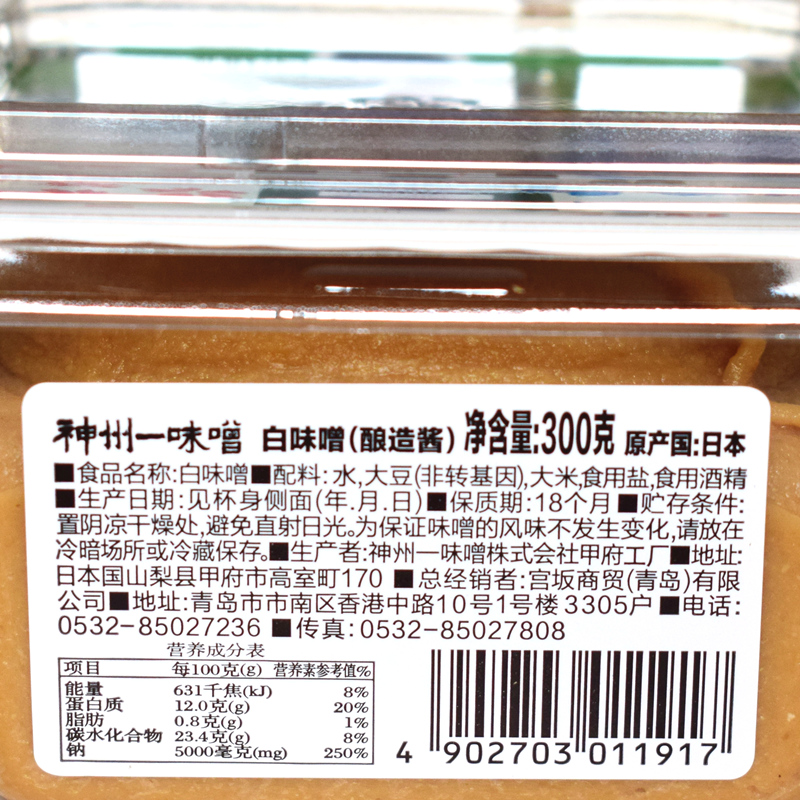 神州一味噌 白味噌(酿造酱) 净含量:300克 原产国:日本
■食品名称:白味噌■配料:水,大豆(非转基因),大米,食用盐,食用酒精
■生产日期:见杯身侧面(年.月.日)■保质期:18个月■贮存条件:
置阴凉干燥处,避免直射日光。为保证味噌的风味不发生变化,请放在
冷暗场所或冷藏保存。■生产者:神州一味噌株式会社甲府工厂■地址:
日本国山梨县甲府市高室町170 ■总经销者:宫坂商贸(青岛)有限
公司■地址:青岛市市南区香港中路10号1号楼3305户■电话:
0532-85027236 ■传真:0532-85027808
营养成分表
项目 每100克(g) 营养素参考值%
能量 631千焦(kJ) 8%
蛋白质 12.0克(g) 20%
脂肪 0.8克(g) 1%
碳水化合物 23.4克(g) 8%
钠 5000毫克(mg) 250%
4 902703 011917